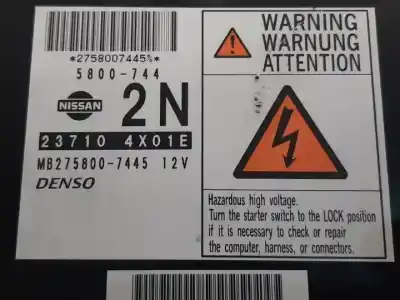 *2758007445%*
5800-744
NISSAN
2N
23710 4X01E
MB275800-7445 12V
DENSO
WARNING
WARNUNG
ATTENTION
Hazardous high voltage.
Turn the starter switch to the LOCK position
if it is necessary to check or repair
the computer, harness, or connectors.